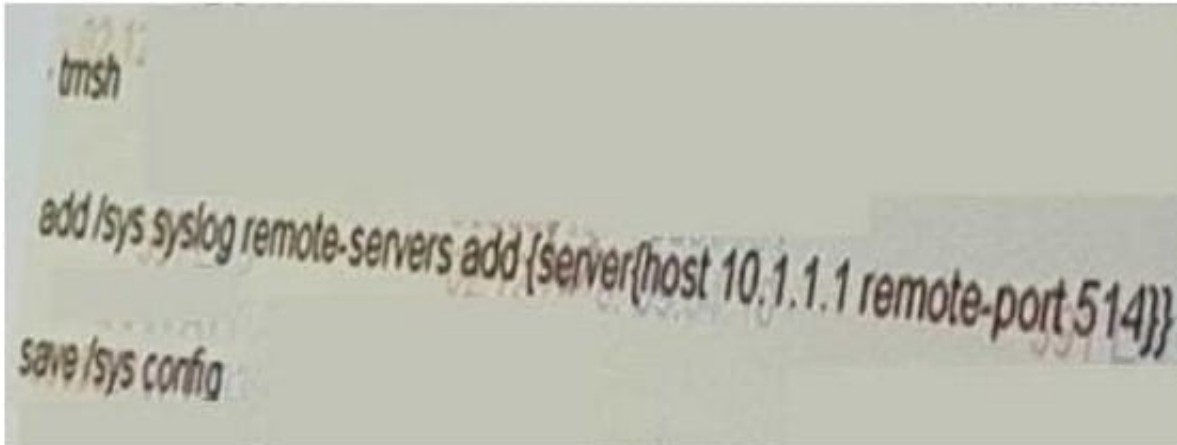 tmsh
add /sys syslog remote-servers add {server{host 10.1.1.1 remote-port 514}}
save /sys config